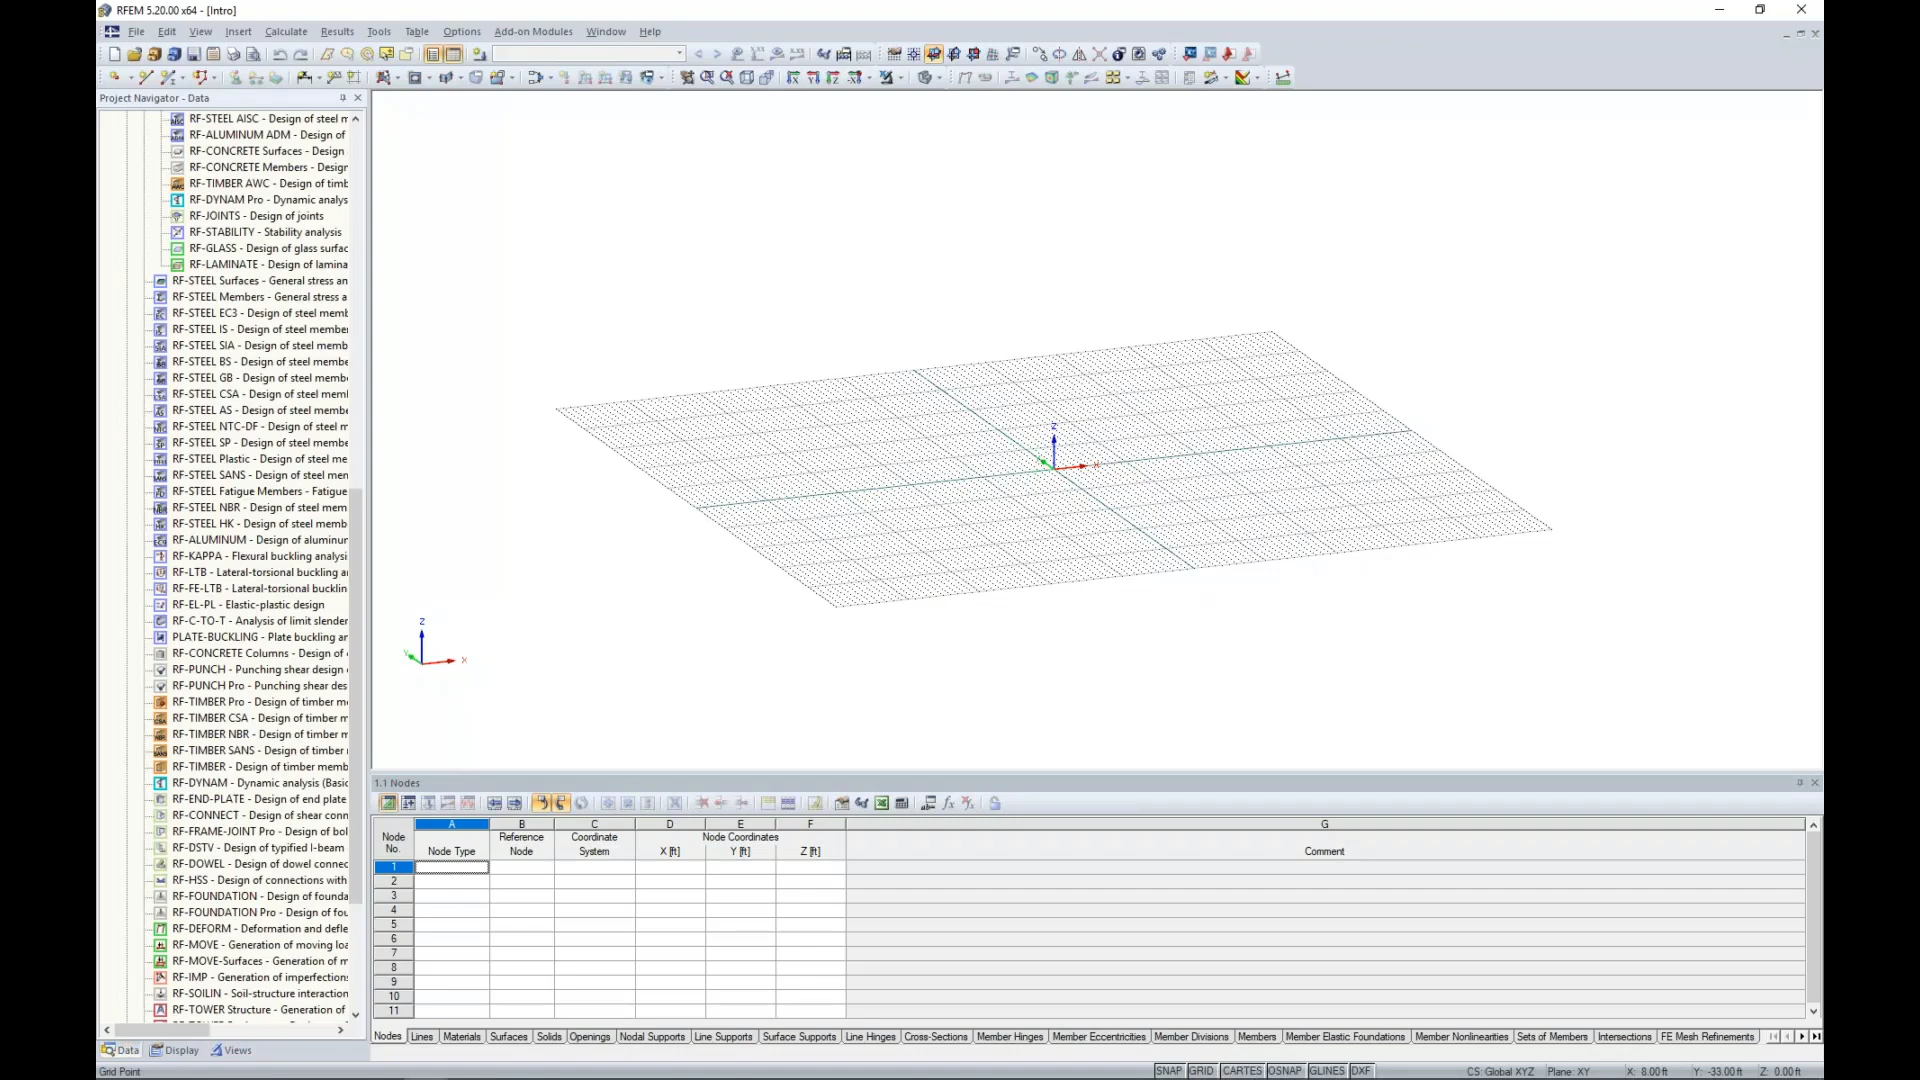 RFEM 5.20.00 x64 - [Intro]
File Edit View Insert Calculate Results Tools Table Options Add-on Modules Window Help
Project Navigator - Data
RF-STEEL AISC - Design of steel m
RF-ALUMINUM ADM - Design of
RF-CONCRETE Surfaces - Design
RF-CONCRETE Members - Design
RF-TIMBER AWC - Design of timb
RF-DYNAM Pro - Dynamic analys
RF-JOINTS - Design of joints
RF-STABILITY - Stability analysis
RF-GLASS - Design of glass surfac
RF-LAMINATE - Design of lamina
RF-STEEL Surfaces - General stress an
RF-STEEL Members - General stress a
RF-STEEL EC3 - Design of steel membe
RF-STEEL IS - Design of steel member
RF-STEEL SIA - Design of steel memb
RF-STEEL BS - Design of steel membe
RF-STEEL GB - Design of steel membe
RF-STEEL CSA - Design of steel meml
RF-STEEL AS - Design of steel membe
RF-STEEL NTC-DF - Design of steel m
RF-STEEL SP - Design of steel membe
RF-STEEL Plastic - Design of steel me
RF-STEEL SANS - Design of steel men
RF-STEEL Fatigue Members - Fatigue
RF-STEEL NBR - Design of steel mem
RF-STEEL HK - Design of steel memb
RF-ALUMINUM - Design of aluminur
RF-KAPPA - Flexural buckling analysi
RF-LTB - Lateral-torsional buckling ar
RF-FE-LTB - Lateral-torsional bucklin
RF-EL-PL - Elastic-plastic design
RF-C-TO-T - Analysis of limit slender
PLATE-BUCKLING - Plate buckling ar
RF-CONCRETE Columns - Design of
RF-PUNCH - Punching shear design
RF-PUNCH Pro - Punching shear des
RF-TIMBER Pro - Design of timber m
RF-TIMBER CSA - Design of timber m
RF-TIMBER NBR - Design of timber m
RF-TIMBER SANS - Design of timber
RF-TIMBER - Design of timber memb
RF-DYNAM - Dynamic analysis (Basic
RF-END-PLATE - Design of end plate
RF-CONNECT - Design of shear conn
RF-FRAME-JOINT Pro - Design of bol
RF-DSTV - Design of typified I-beam
RF-DOWEL - Design of dowel connec
RF-HSS - Design of connections with
RF-FOUNDATION - Design of founda
RF-FOUNDATION Pro - Design of fou
RF-DEFORM - Deformation and defle
RF-MOVE - Generation of moving loa
RF-MOVE-Surfaces - Generation of m
RF-IMP - Generation of imperfections
RF-SOILIN - Soil-structure interaction
RF-TOWER Structure - Generation of
Data Display Views
Z
X
Z
Y
X
1.1 Nodes
A B C D E F G
Node No. Node Type Reference Node Coordinate System Node Coordinates X [ft] Y [ft] Z [ft] Comment
1
2
3
4
5
6
7
8
9
10
11
Nodes Lines Materials Surfaces Solids Openings Nodal Supports Line Supports Surface Supports Line Hinges Cross-Sections Member Hinges Member Eccentricities Member Divisions Members Member Elastic Foundations Member Nonlinearities Sets of Members Intersections FE Mesh Refinements
Grid Point SNAP GRID CARTES OSNAP GLINES DXF CS: Global XYZ Plane: XY X: 8.00 ft Y: -33.00 ft Z: 0.00 ft